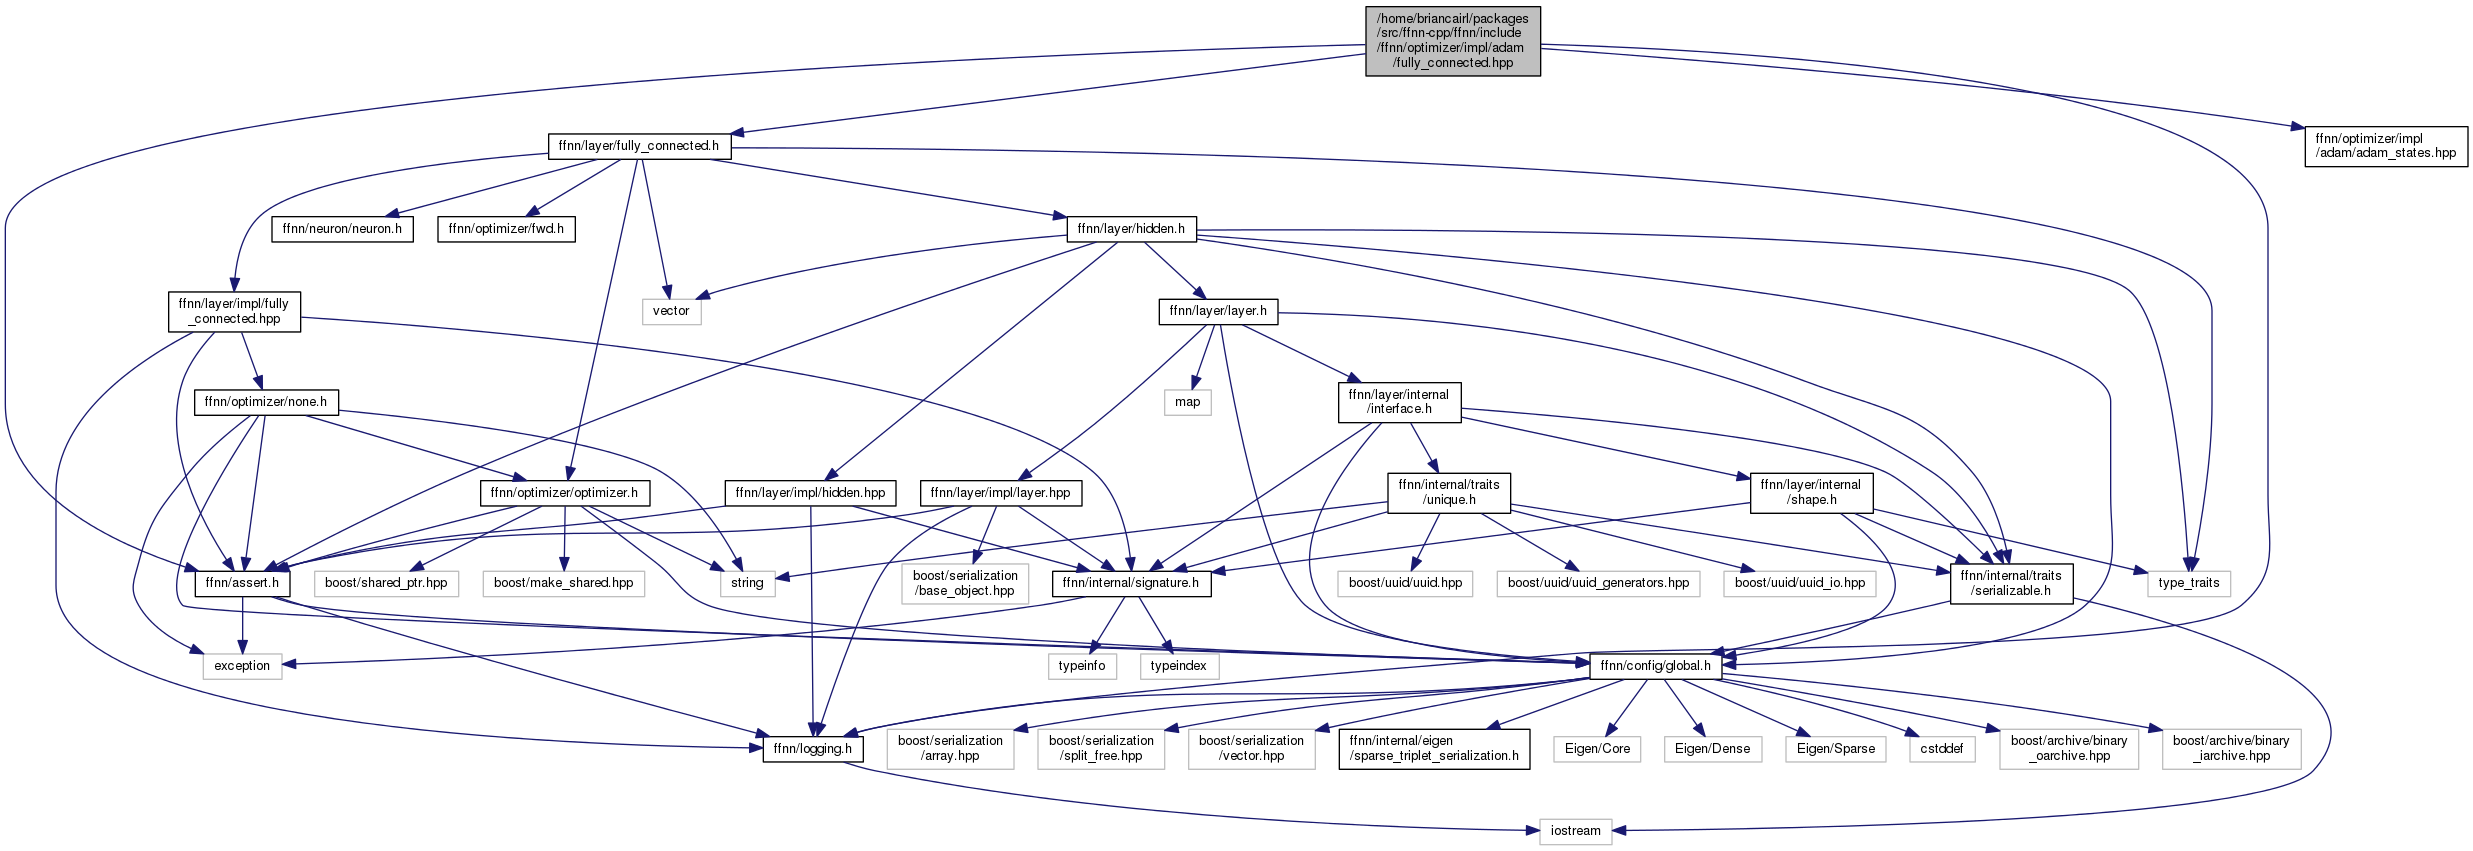 /home/briancairl/packages
/src/ffnn-cpp/ffnn/include
/ffnn/optimizer/impl/adam
/fully_connected.hpp
ffnn/layer/fully_connected.h
ffnn/optimizer/impl
/adam/adam_states.hpp
ffnn/neuron/neuron.h
ffnn/optimizer/fwd.h
ffnn/layer/hidden.h
ffnn/layer/impl/fully
_connected.hpp
vector
ffnn/layer/layer.h
ffnn/optimizer/none.h
map
ffnn/layer/internal
/interface.h
ffnn/optimizer/optimizer.h
ffnn/layer/impl/hidden.hpp
ffnn/layer/impl/layer.hpp
ffnn/internal/traits
/unique.h
ffnn/layer/internal
/shape.h
ffnn/assert.h
boost/shared_ptr.hpp
boost/make_shared.hpp
string
boost/serialization
/base_object.hpp
ffnn/internal/signature.h
boost/uuid/uuid.hpp
boost/uuid/uuid_generators.hpp
boost/uuid/uuid_io.hpp
ffnn/internal/traits
/serializable.h
type_traits
exception
typeinfo
typeindex
ffnn/config/global.h
ffnn/logging.h
boost/serialization
/array.hpp
boost/serialization
/split_free.hpp
boost/serialization
/vector.hpp
ffnn/internal/eigen
/sparse_triplet_serialization.h
Eigen/Core
Eigen/Dense
Eigen/Sparse
cstddef
boost/archive/binary
_oarchive.hpp
boost/archive/binary
_iarchive.hpp
iostream